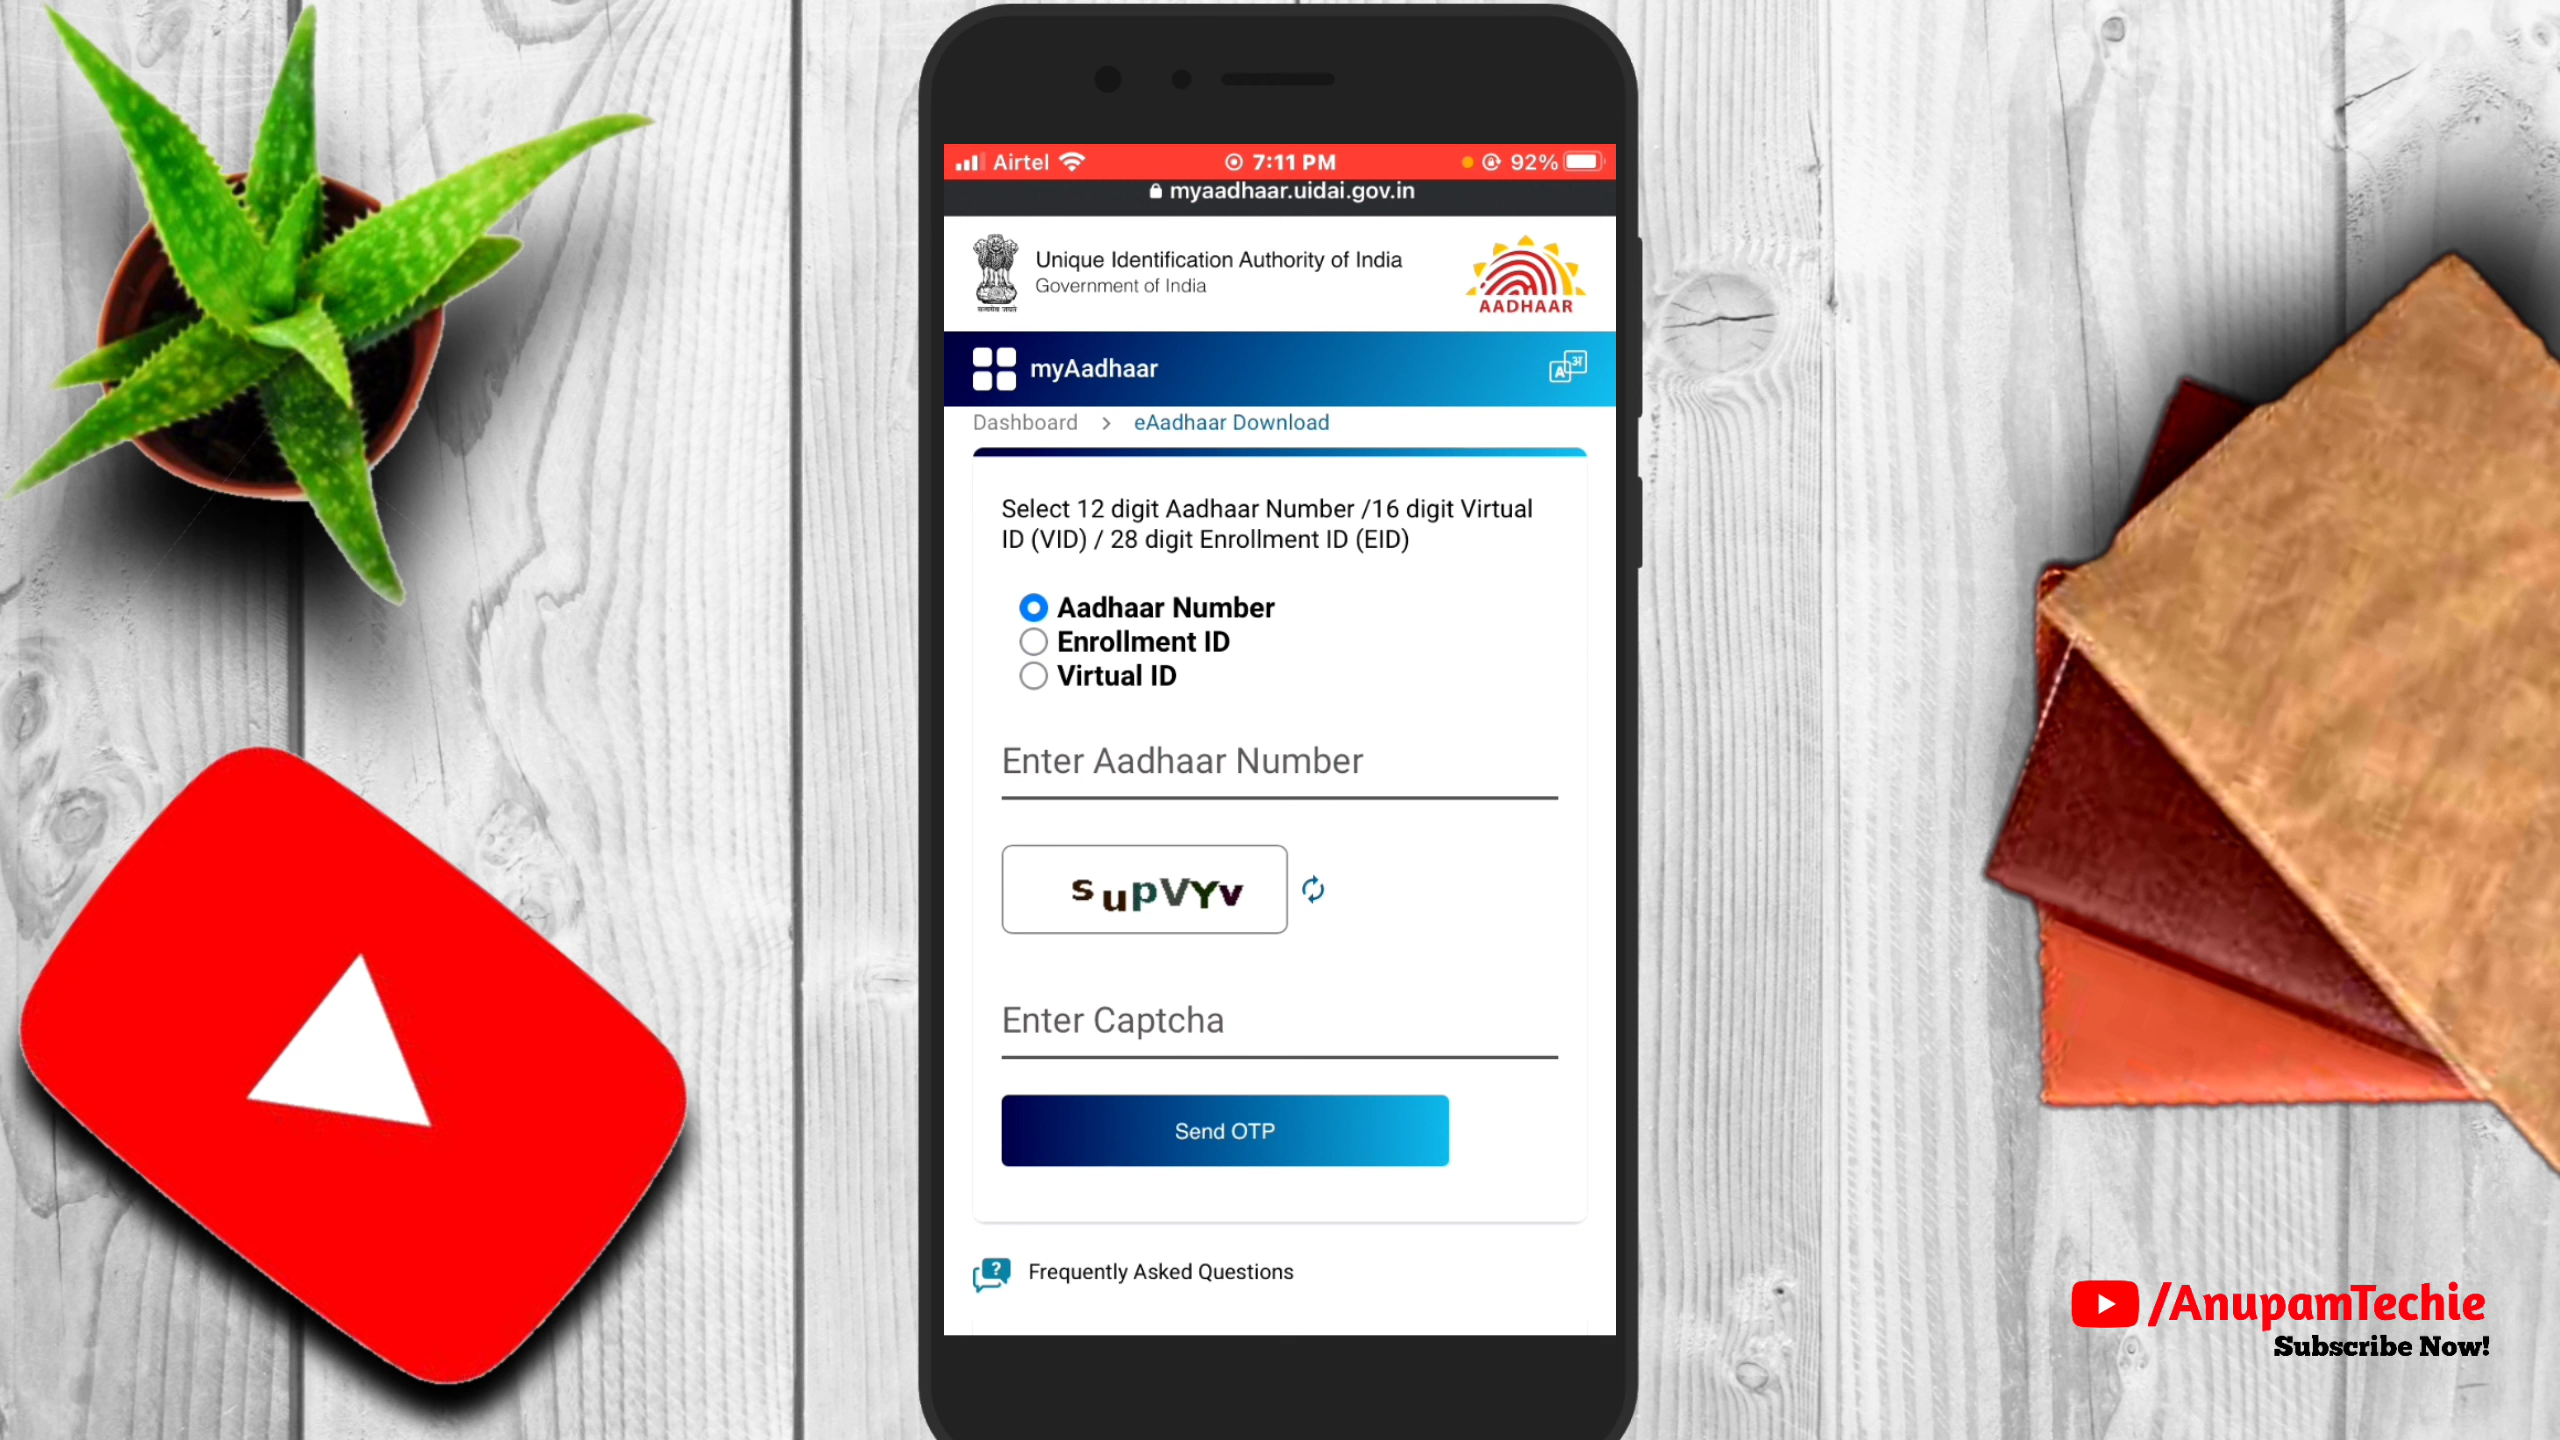 Airtel 7:11 PM 92%
myaadhaar.uidai.gov.in
Unique Identification Authority of India
Government of India
सत्यमेव जयते
AADHAAR
myAadhaar
A अ
Dashboard > eAadhaar Download
Select 12 digit Aadhaar Number /16 digit Virtual
ID (VID) / 28 digit Enrollment ID (EID)
Aadhaar Number
Enrollment ID
Virtual ID
Enter Aadhaar Number
supVYv
Enter Captcha
Send OTP
? Frequently Asked Questions
/AnupamTechie
Subscribe Now!